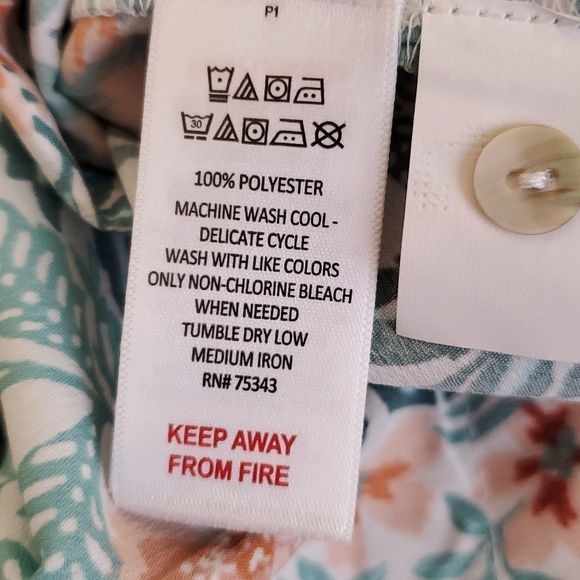 P1
30
100% POLYESTER
MACHINE WASH COOL -
DELICATE CYCLE
WASH WITH LIKE COLORS
ONLY NON-CHLORINE BLEACH
WHEN NEEDED
TUMBLE DRY LOW
MEDIUM IRON
RN# 75343
KEEP AWAY
FROM FIRE